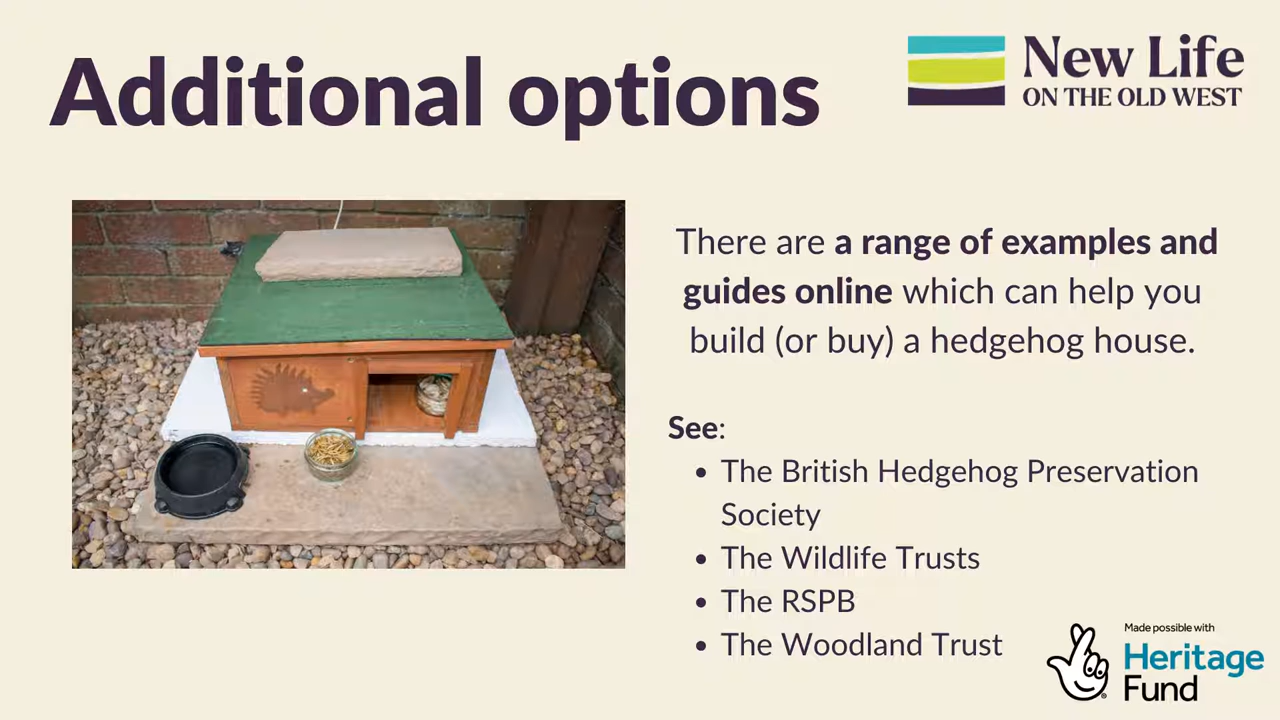 Additional options
New Life
ON THE OLD WEST
There are a range of examples and
guides online which can help you
build (or buy) a hedgehog house.
See:
• The British Hedgehog Preservation
Society
• The Wildlife Trusts
• The RSPB
• The Woodland Trust
Made possible with
Heritage
Fund